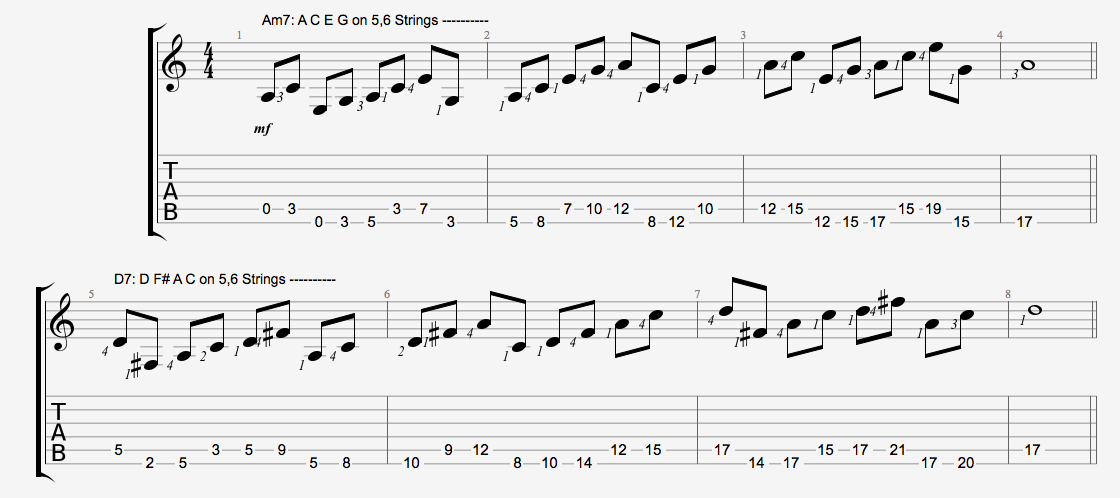 Am7: A C E G on 5,6 Strings ----------
1 2 3 4
4
4
3 1 4 3 1 4 1 1 4 1 4 4 1 4 1 1 4 1 4 3 1 4 1 3
mf
T
A
B
0 3 7 3 7 10 12 10 12 15 15 19
0 3 5 3 5 8 8 12 12 15 17 15 17
D7: D F# A C on 5,6 Strings ----------
5 6 7 8
4 1 4 2 1 4 1 4 2 1 4 1 1 4 1 4 4 1 4 1 1 4 1 3 1
T
A
B
5 3 5 9 9 12 12 15 17 15 17 21 17
2 5 5 8 10 8 10 14 14 17 17 20